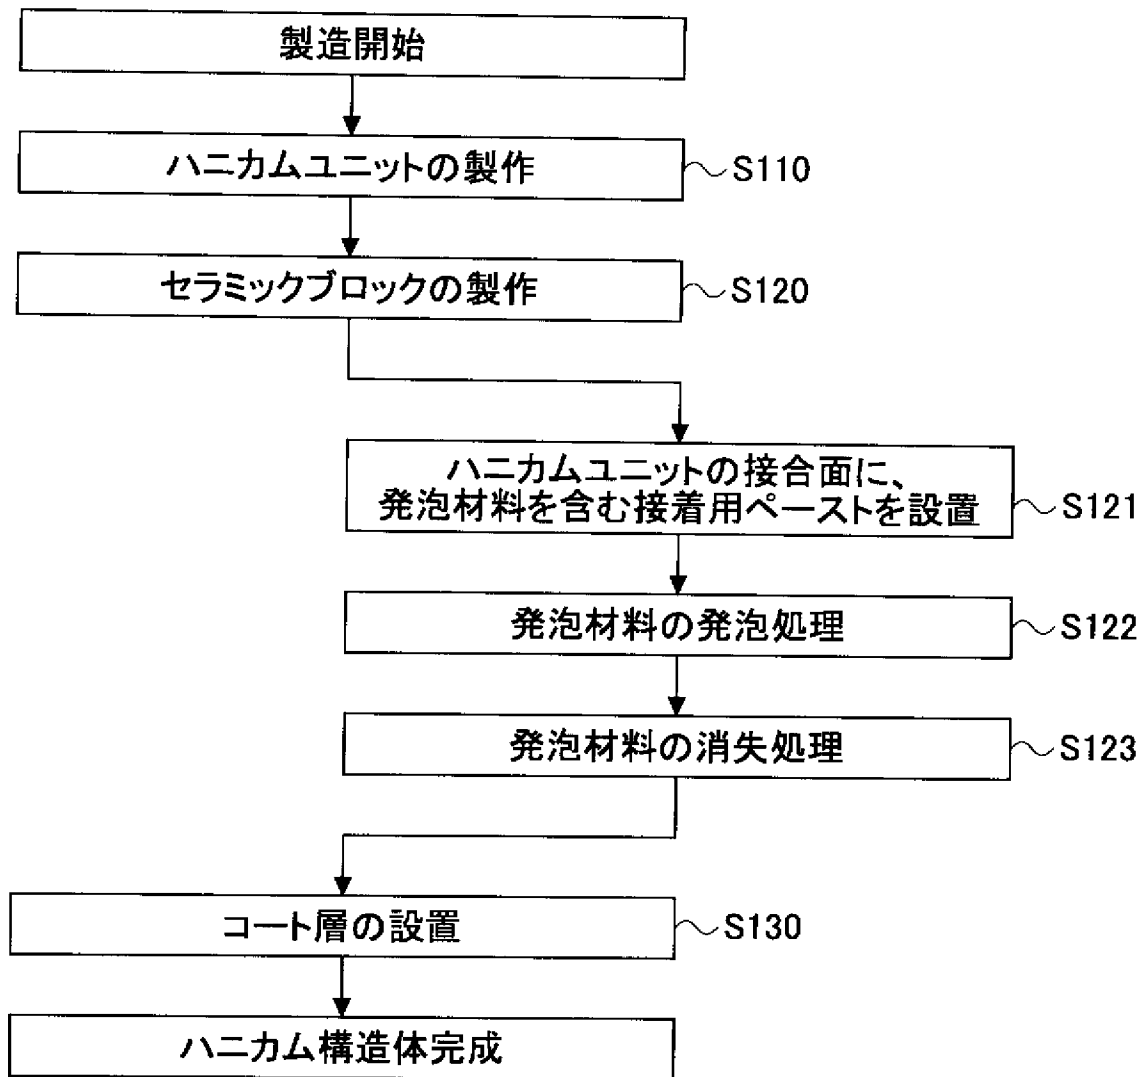 製造開始
ハニカムユニットの製作
S110
セラミックブロックの製作
S120
ハニカムユニットの接合面に、
発泡材料を含む接着用ペーストを設置
S121
発泡材料の発泡処理
S122
発泡材料の消失処理
S123
コート層の設置
S130
ハニカム構造体完成